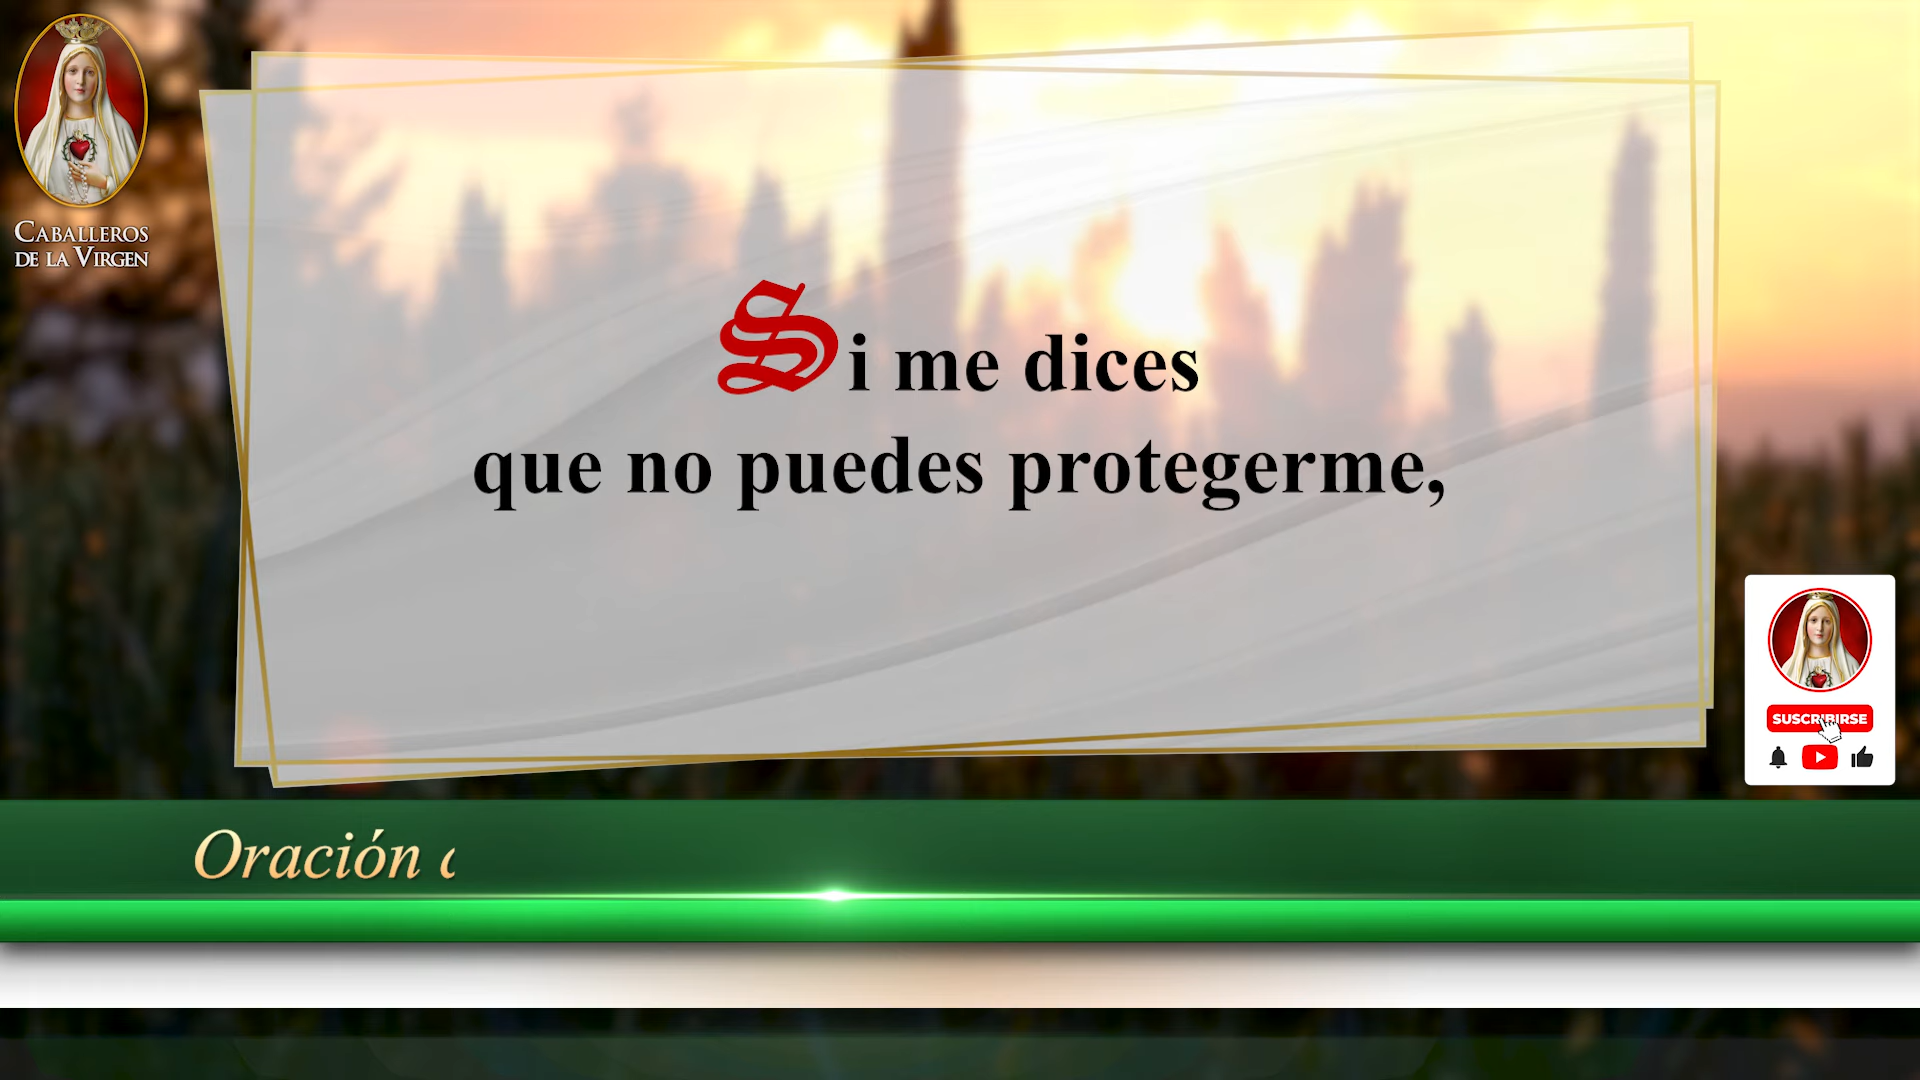 CABALLEROS
DE LA VIRGEN
Si me dices
que no puedes protegerme,
SUSCRIBIRSE
Oración